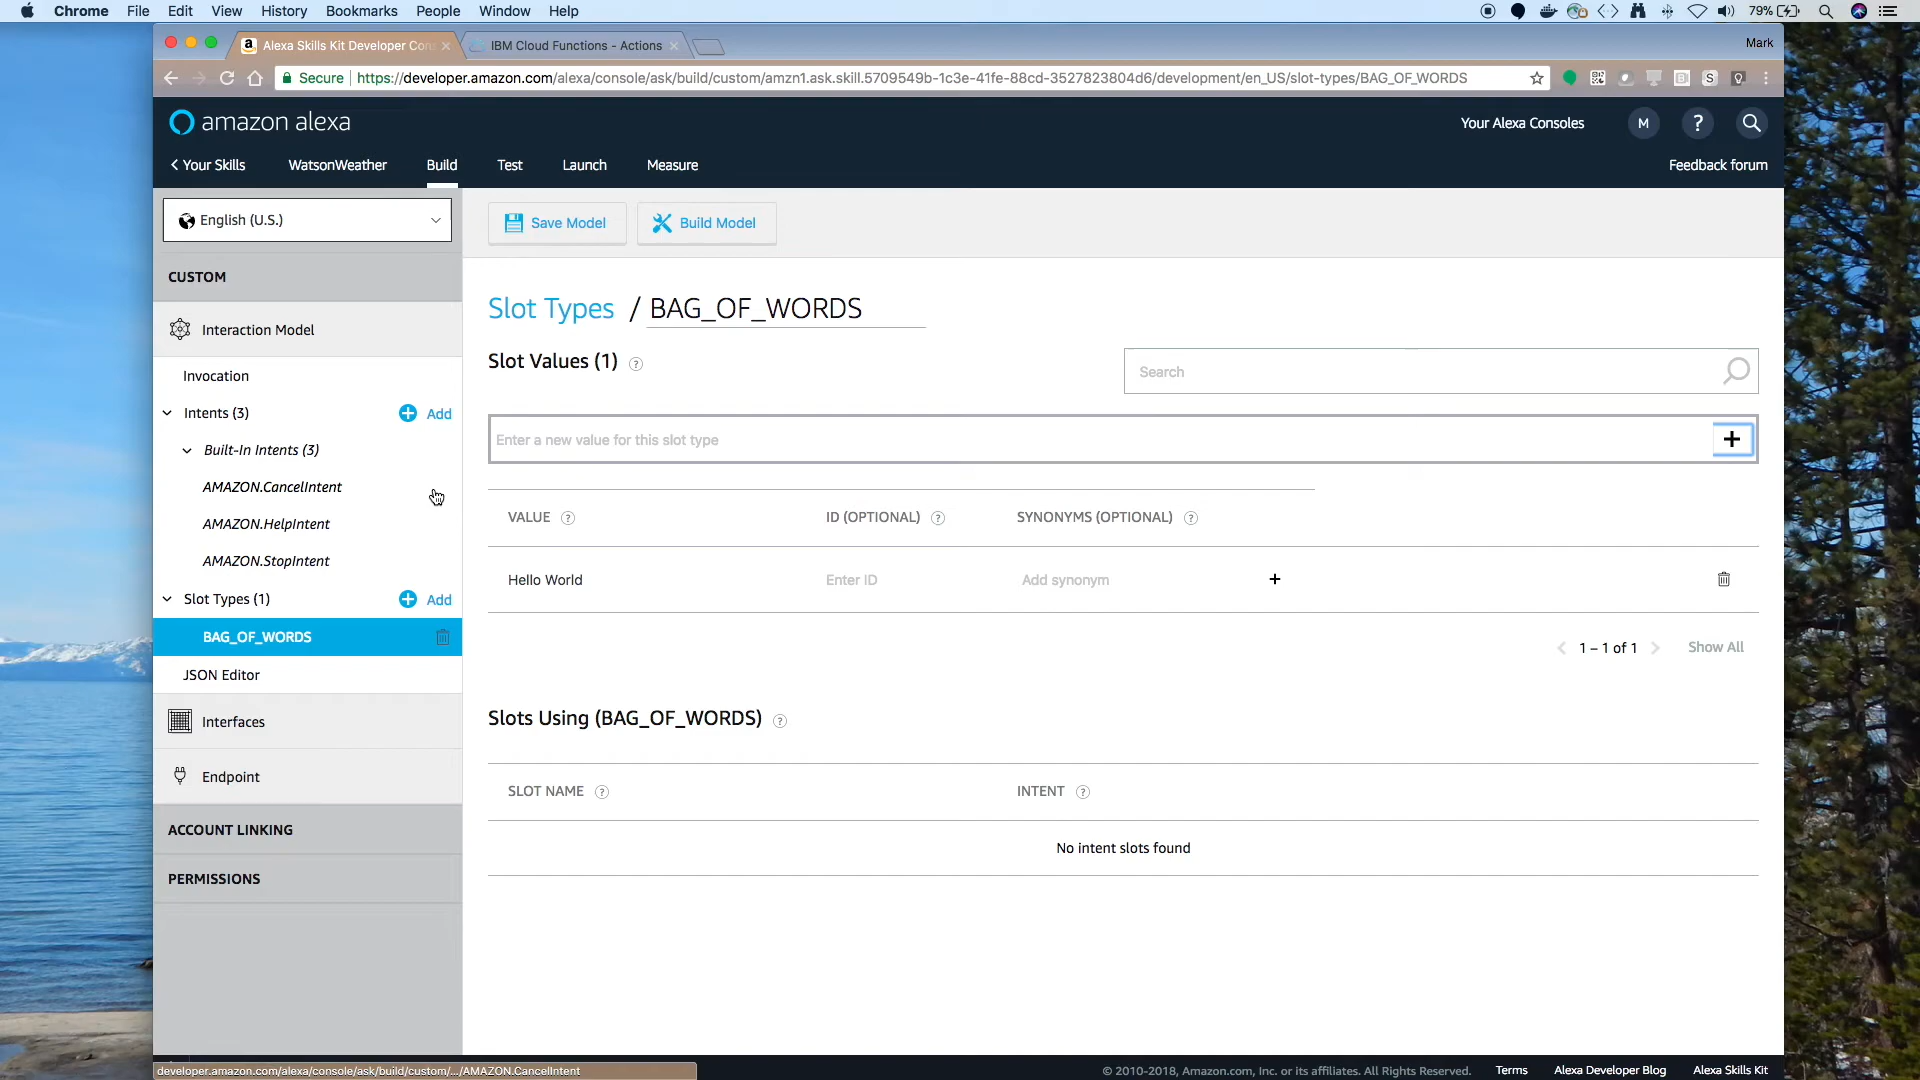 Chrome File Edit View History Bookmarks People Window Help 79%
Alexa Skills Kit Developer Con
IBM Cloud Functions - Actions
Mark
Secure https://developer.amazon.com/alexa/console/ask/build/custom/amzn1.ask.skill.5709549b-1c3e-41fe-88cd-3527823804d6/development/en_US/slot-types/BAG_OF_WORDS
amazon alexa
Your Alexa Consoles M ?
Your Skills WatsonWeather Build Test Launch Measure Feedback forum
English (U.S.)
Save Model Build Model
CUSTOM
Interaction Model
Invocation
Intents (3) Add
Built-In Intents (3)
AMAZON.CancelIntent
AMAZON.HelpIntent
AMAZON.StopIntent
Slot Types (1) Add
BAG_OF_WORDS
JSON Editor
Interfaces
Endpoint
ACCOUNT LINKING
PERMISSIONS
Slot Types / BAG_OF_WORDS
Slot Values (1) ?
Search
Enter a new value for this slot type +
VALUE ? ID (OPTIONAL) ? SYNONYMS (OPTIONAL) ?
Hello World Enter ID Add synonym +
1 – 1 of 1 Show All
Slots Using (BAG_OF_WORDS) ?
SLOT NAME ? INTENT ?
No intent slots found
developer.amazon.com/alexa/console/ask/build/custom/.../AMAZON.CancelIntent
© 2010-2018, Amazon.com, Inc. or its affiliates. All Rights Reserved. Terms Alexa Developer Blog Alexa Skills Kit